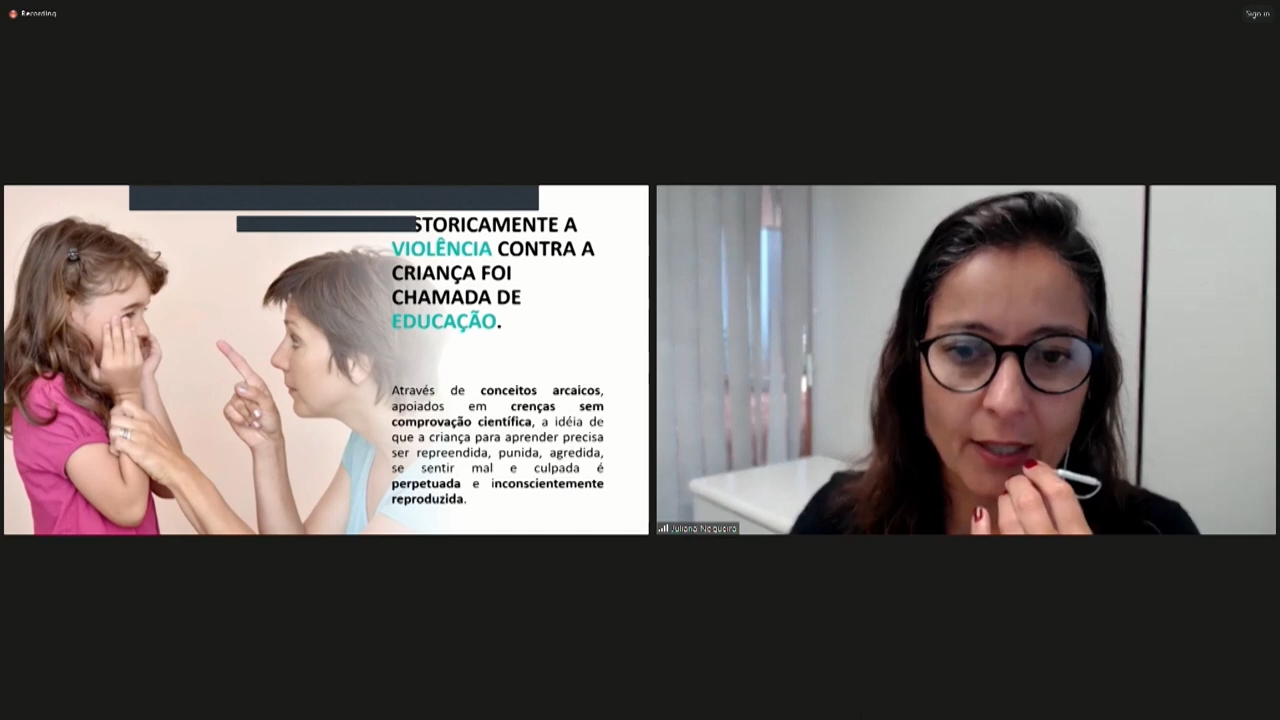 Recording
Sign in
STORICAMENTE A
VIOLÊNCIA CONTRA A
CRIANÇA FOI
CHAMADA DE
EDUCAÇÃO.
Através de conceitos arcaicos,
apoiados em crenças sem
comprovação científica, a idéia de
que a criança para aprender precisa
ser repreendida, punida, agredida,
se sentir mal e culpada é
perpetuada e inconscientemente
reproduzida.
Juliana Negueira